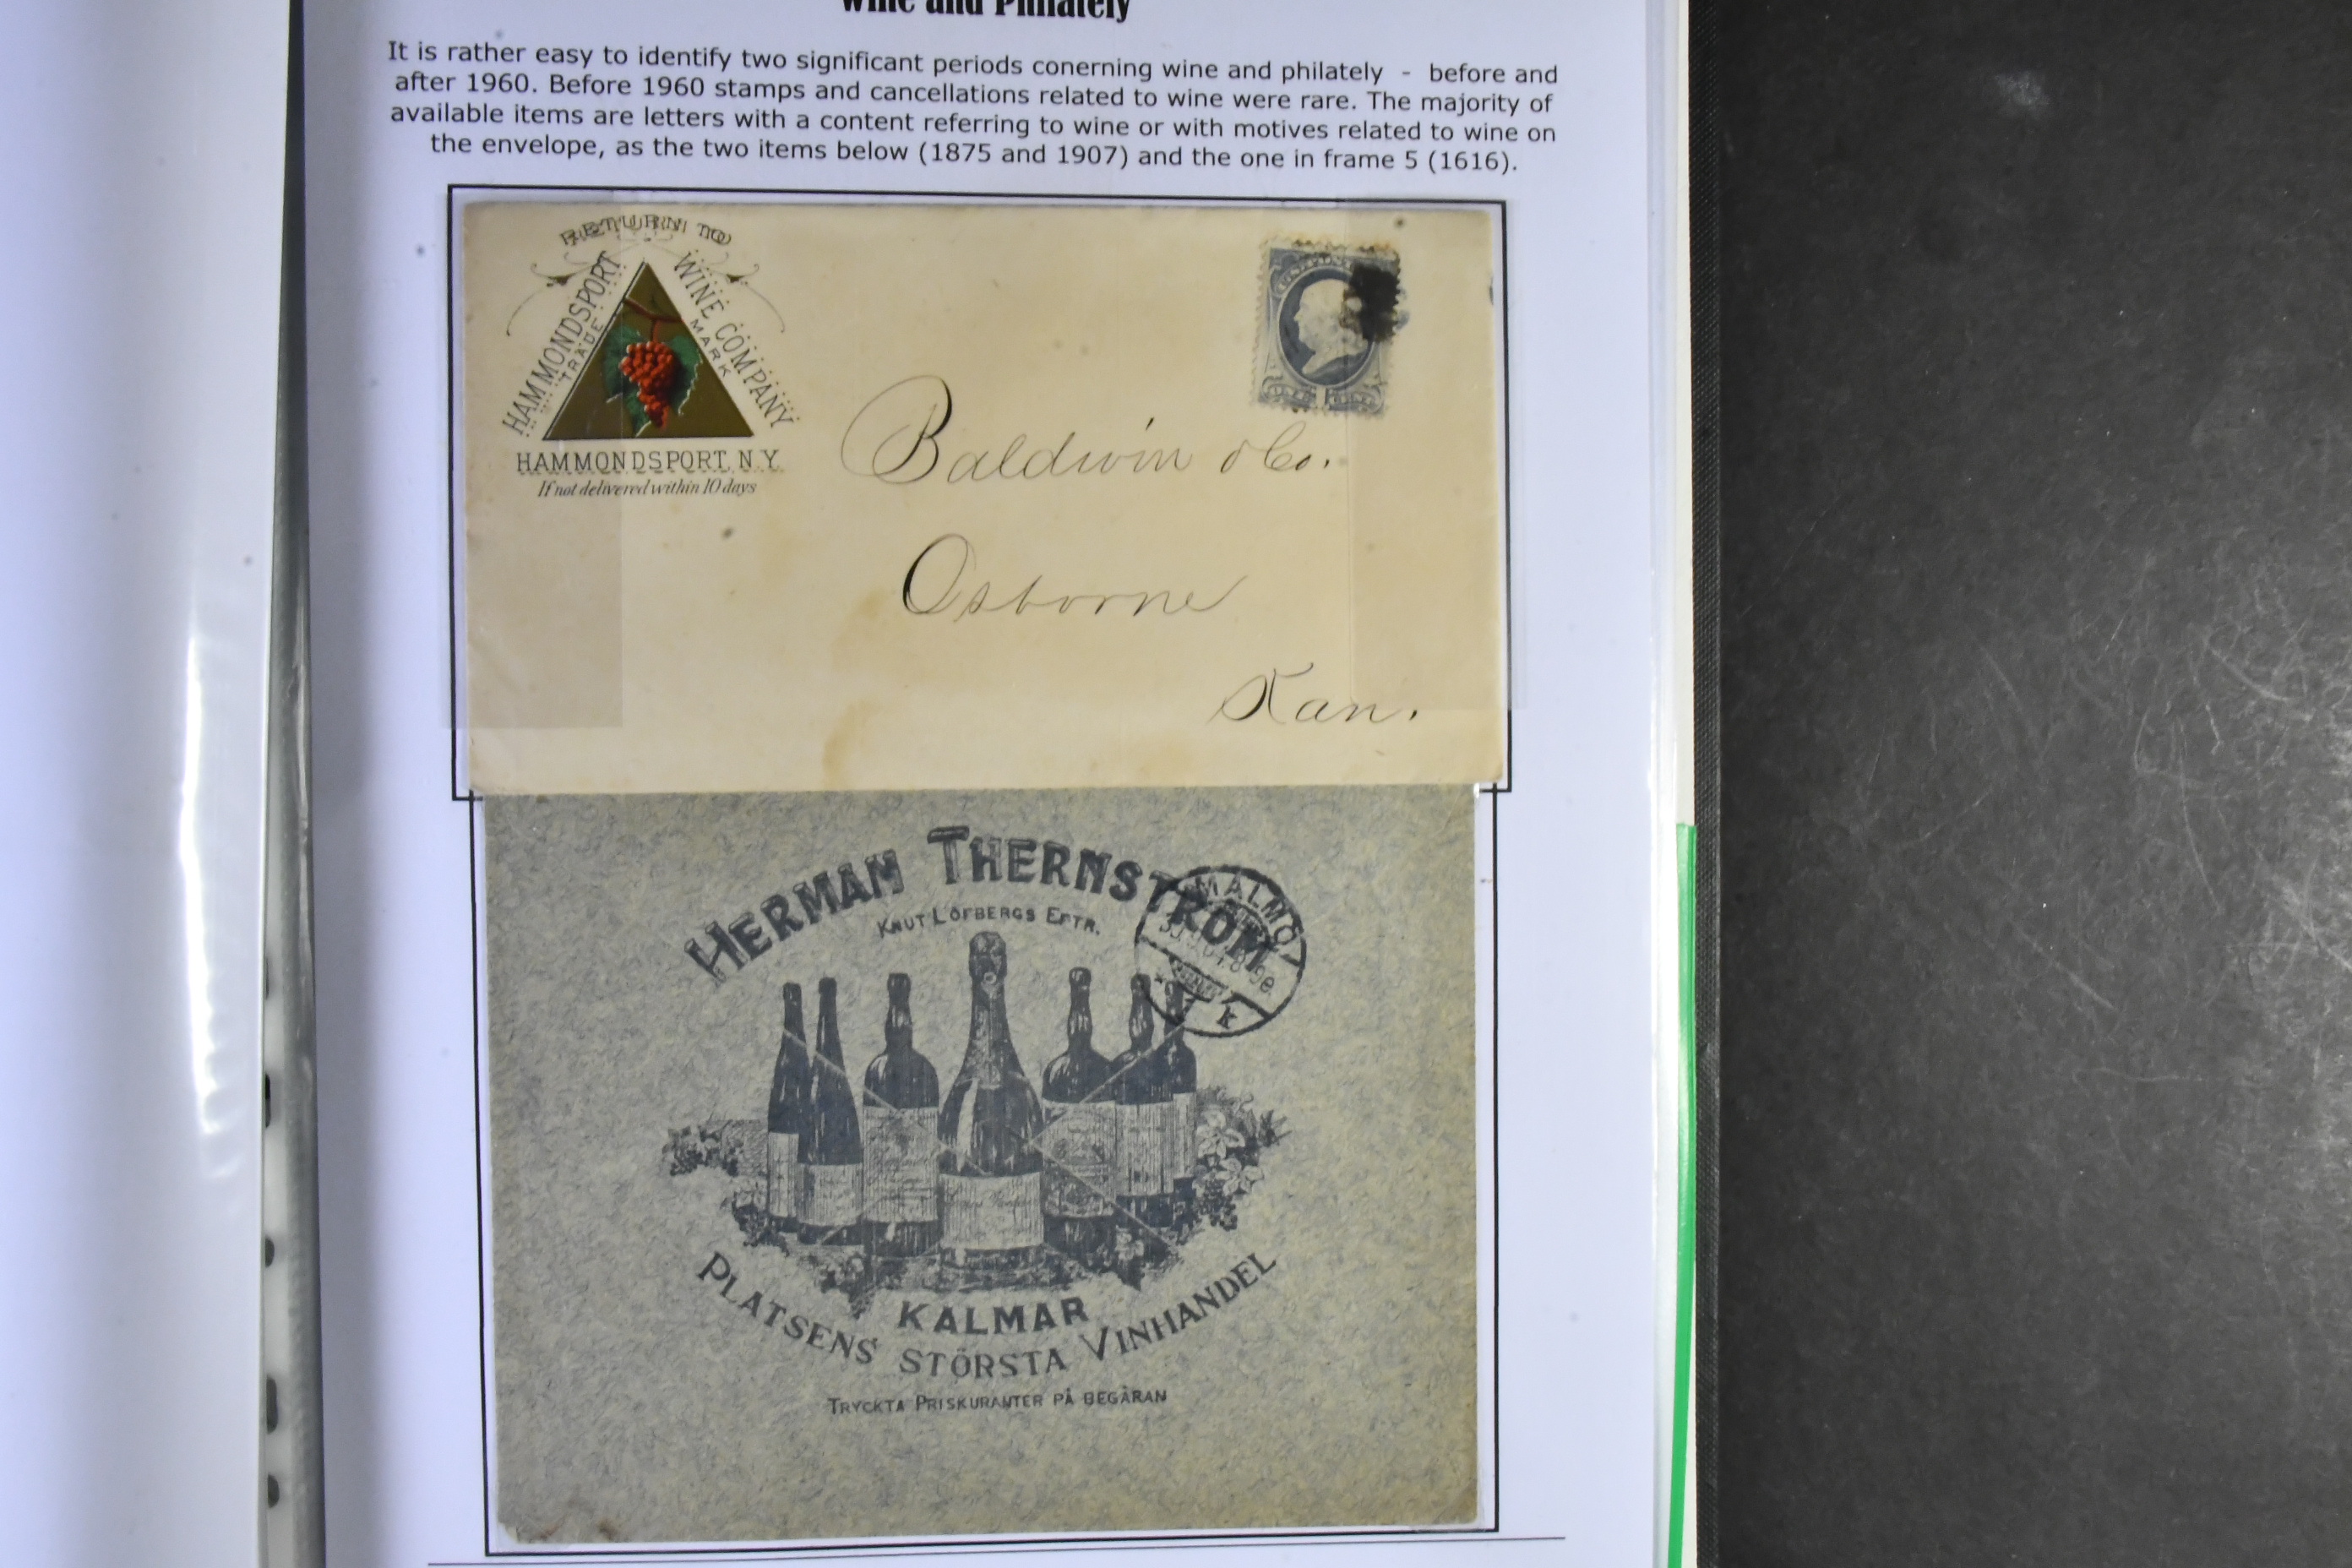 Wine and Philately
It is rather easy to identify two significant periods conerning wine and philately - before and
after 1960. Before 1960 stamps and cancellations related to wine were rare. The majority of
available items are letters with a content referring to wine or with motives related to wine on
the envelope, as the two items below (1875 and 1907) and the one in frame 5 (1616).
RETURN TO
HAMMONDSPORT WINE COMPANY
TRADE MARK
HAMMONDSPORT, N.Y.
If not delivered within 10 days
Baldwin & Co.
Osborne
Kan.
HERMAN THERNSTRÖM
KNUT LÖFBERGS EFTR.
MALMÖ
KALMAR
PLATSENS STÖRSTA VINHANDEL
TRYCKTA PRISKURANTER PÅ BEGÄRAN